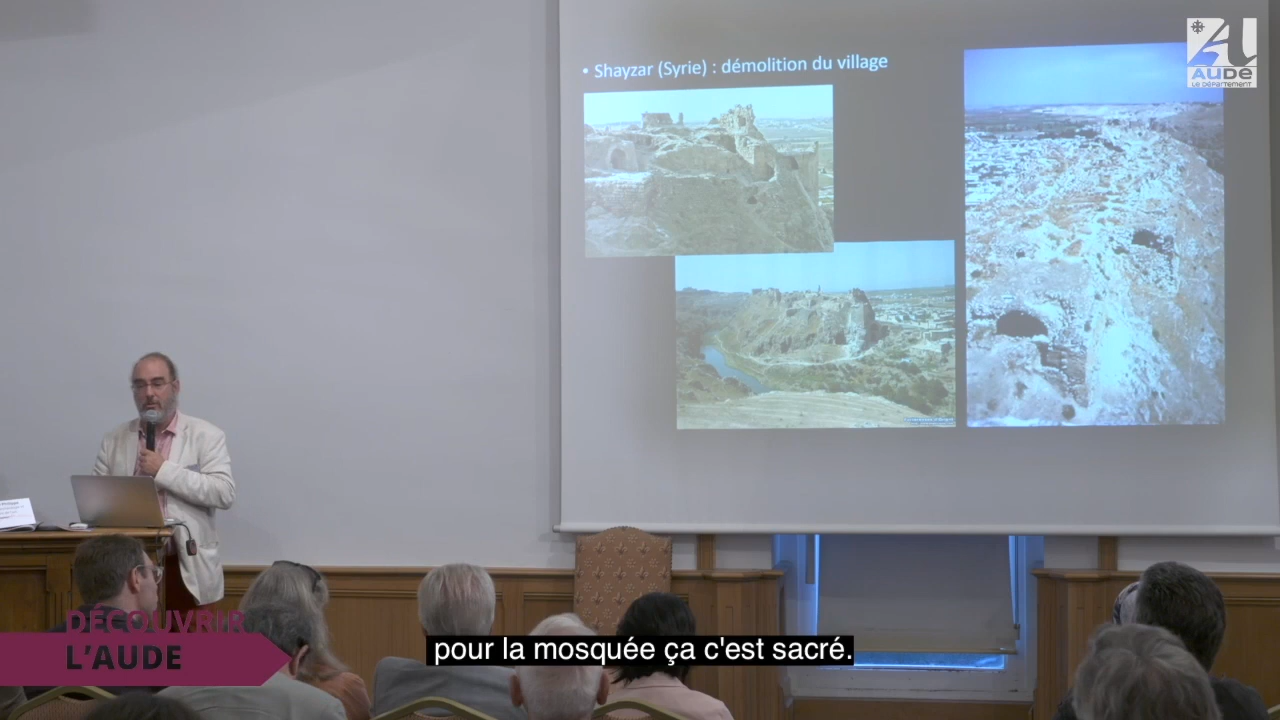 • Shayzar (Syrie) : démolition du village
AUDE
LE DÉPARTEMENT
DÉCOUVRIR
L'AUDE
pour la mosquée ça c'est sacré.